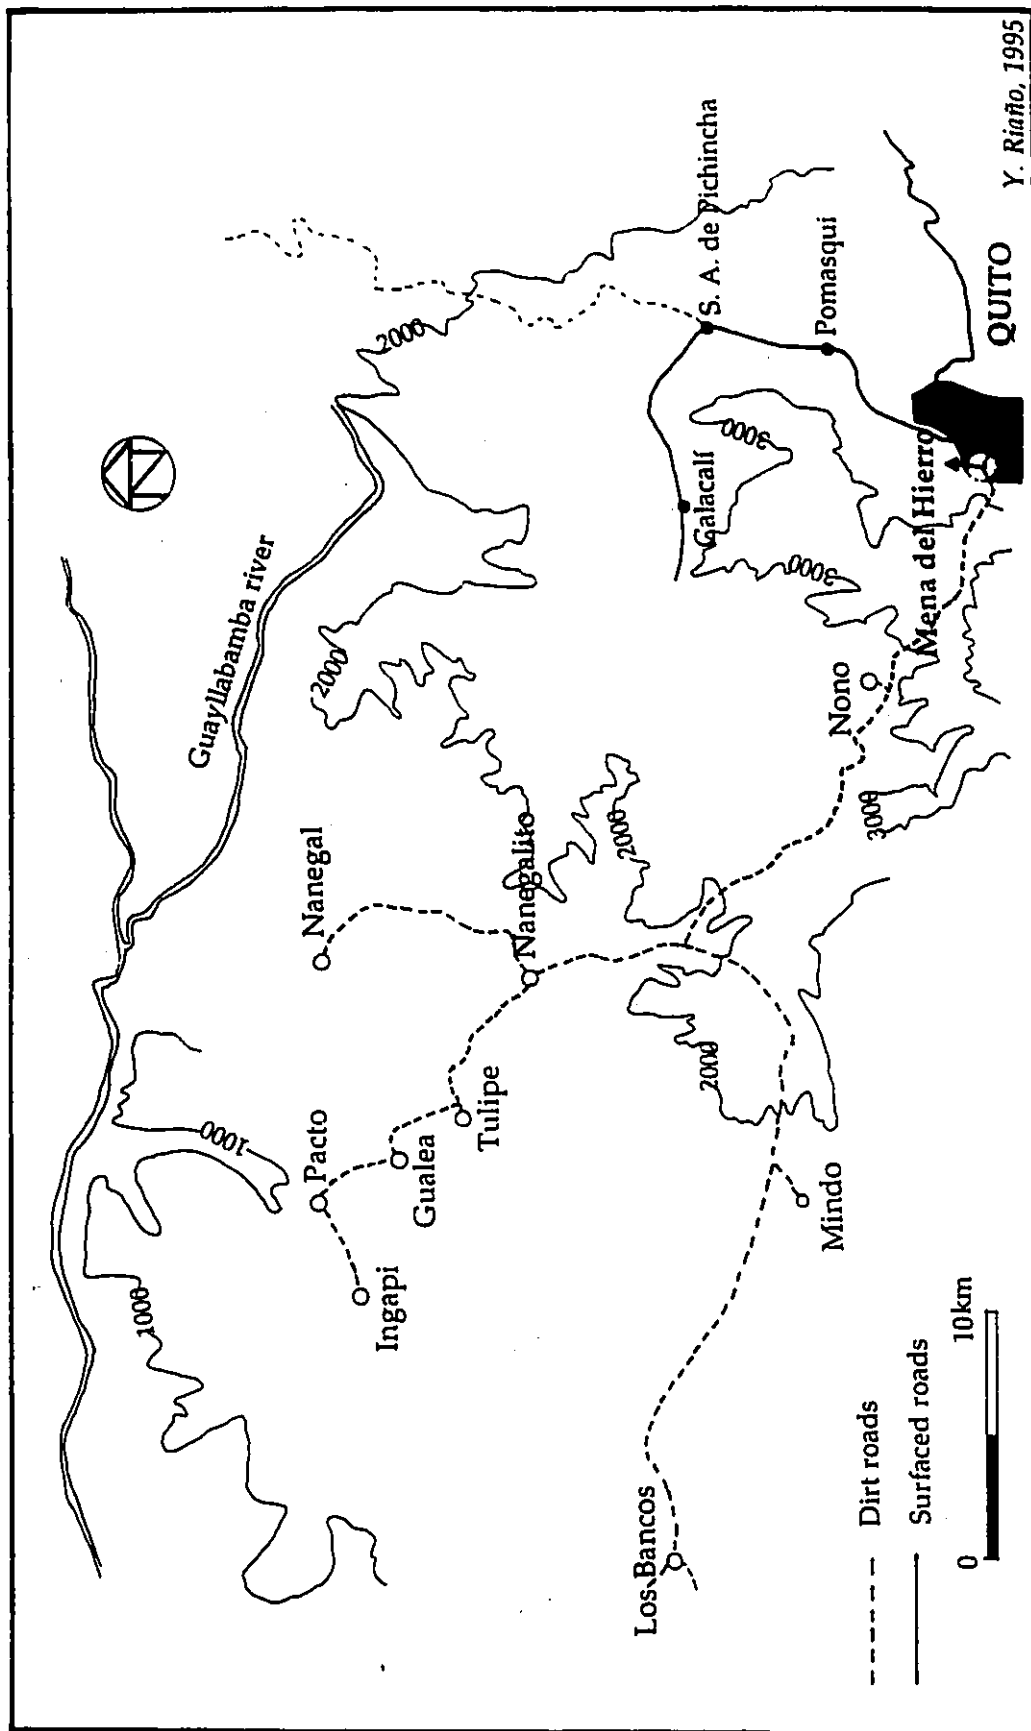 N
1000
Guayllabamba river
1000
Pacto
Nanegal
2000
Ingapi
2000
Gualea
Tulipe
Nanegalito
2000
Los Bancos
2000
Calacalí
S. A. de Pichincha
3000
3000
Mindo
Nono
Pomasqui
3000
Dirt roads
Mena del Hierro
Surfaced roads
0 10km
QUITO
Y. Riaño, 1995